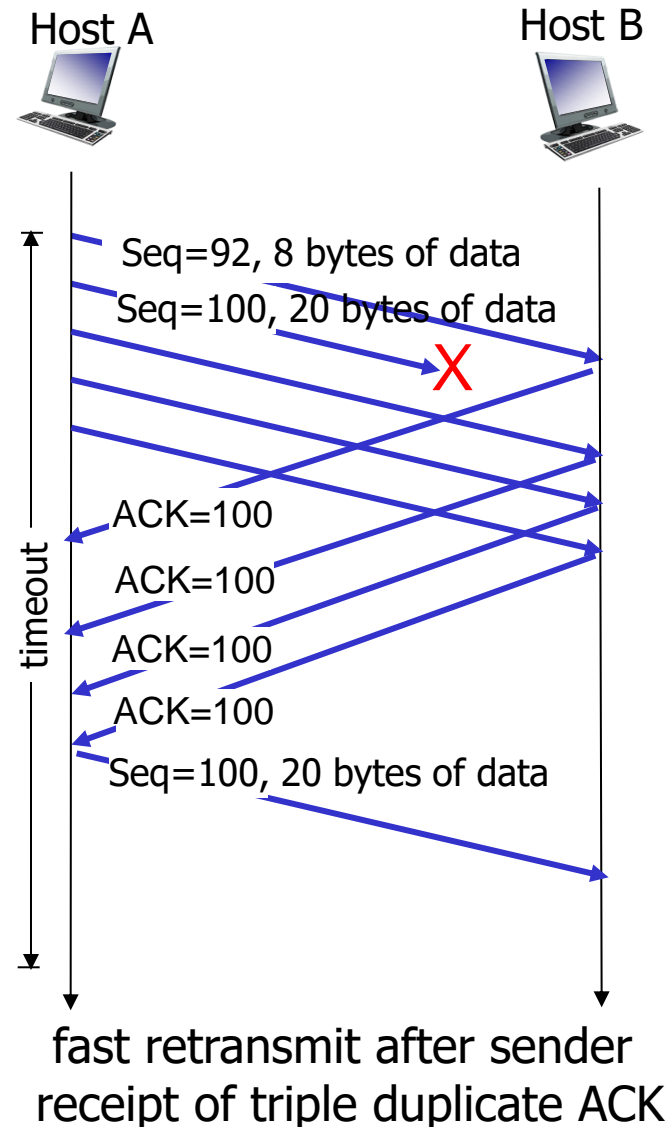 Host A
Host B
Seq=92, 8 bytes of data
Seq=100, 20 bytes of data
X
timeout
ACK=100
ACK=100
ACK=100
ACK=100
Seq=100, 20 bytes of data
fast retransmit after sender
receipt of triple duplicate ACK